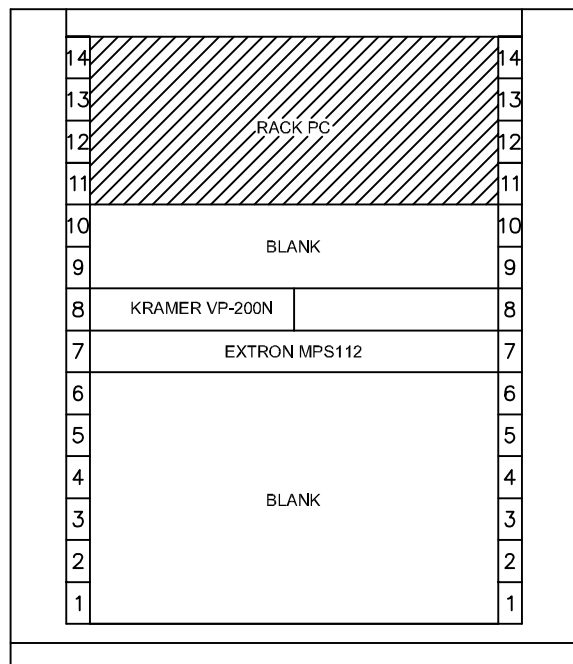 14 14
13 13
RACK PC
12 12
11 11
10 10
BLANK
9 9
8 KRAMER VP-200N 8
7 EXTRON MPS112 7
6 6
5 5
4 4
BLANK
3 3
2 2
1 1